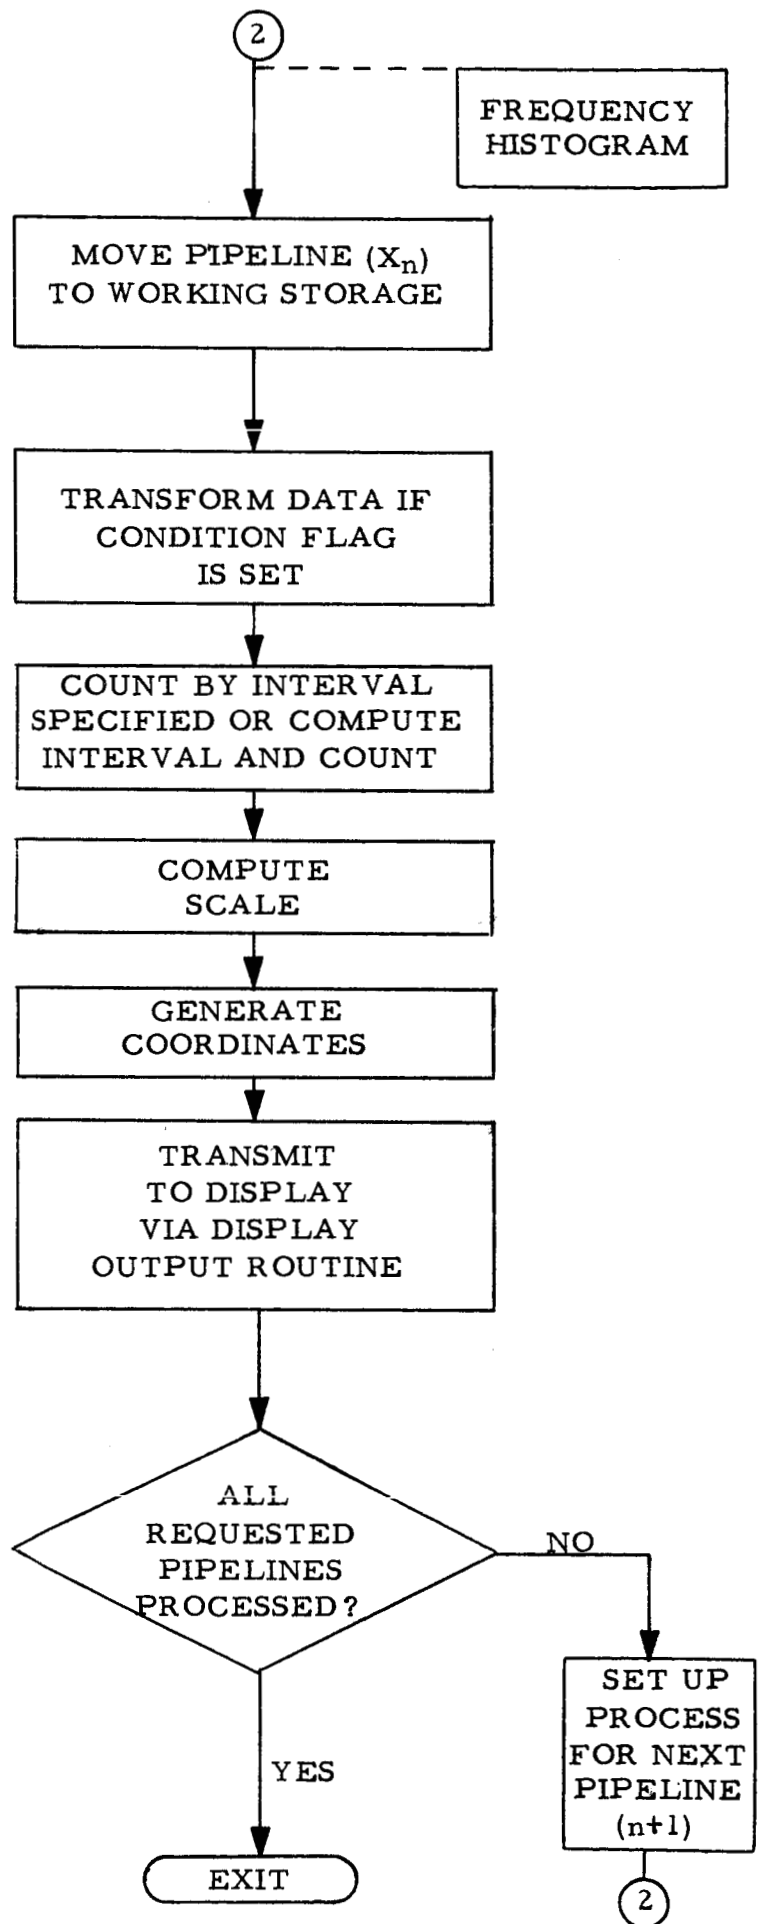 2
FREQUENCY
HISTOGRAM
MOVE PIPELINE (Xn)
TO WORKING STORAGE
TRANSFORM DATA IF
CONDITION FLAG
IS SET
COUNT BY INTERVAL
SPECIFIED OR COMPUTE
INTERVAL AND COUNT
COMPUTE
SCALE
GENERATE
COORDINATES
TRANSMIT
TO DISPLAY
VIA DISPLAY
OUTPUT ROUTINE
ALL
REQUESTED
PIPELINES
PROCESSED?
NO
SET UP
PROCESS
FOR NEXT
PIPELINE
(n+1)
YES
EXIT
2